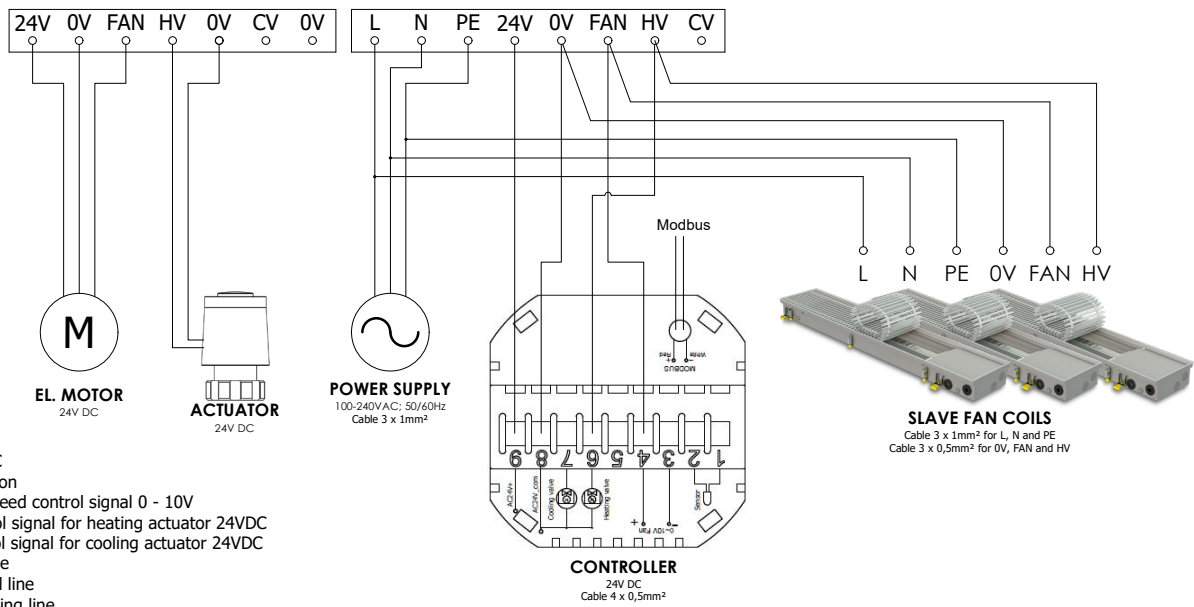 24V 0V FAN HV 0V CV 0V
L N PE 24V 0V FAN HV CV
Modbus
L N PE 0V FAN HV
M
EL. MOTOR
24V DC
ACTUATOR
24V DC
POWER SUPPLY
100-240VAC; 50/60Hz
Cable 3 x 1mm²
SLAVE FAN COILS
Cable 3 x 1mm² for L, N and PE
Cable 3 x 0,5mm² for 0V, FAN and HV
+ −
Red White
MODBUS
9 8 7 6 5 4 3 2 1
AC24V+
AC24V_com
Cooling valve
Heating valve
+ −
0~10V Fan
Sensor
CONTROLLER
24V DC
Cable 4 x 0,5mm²
eed control signal 0 - 10V
ol signal for heating actuator 24VDC
ol signal for cooling actuator 24VDC